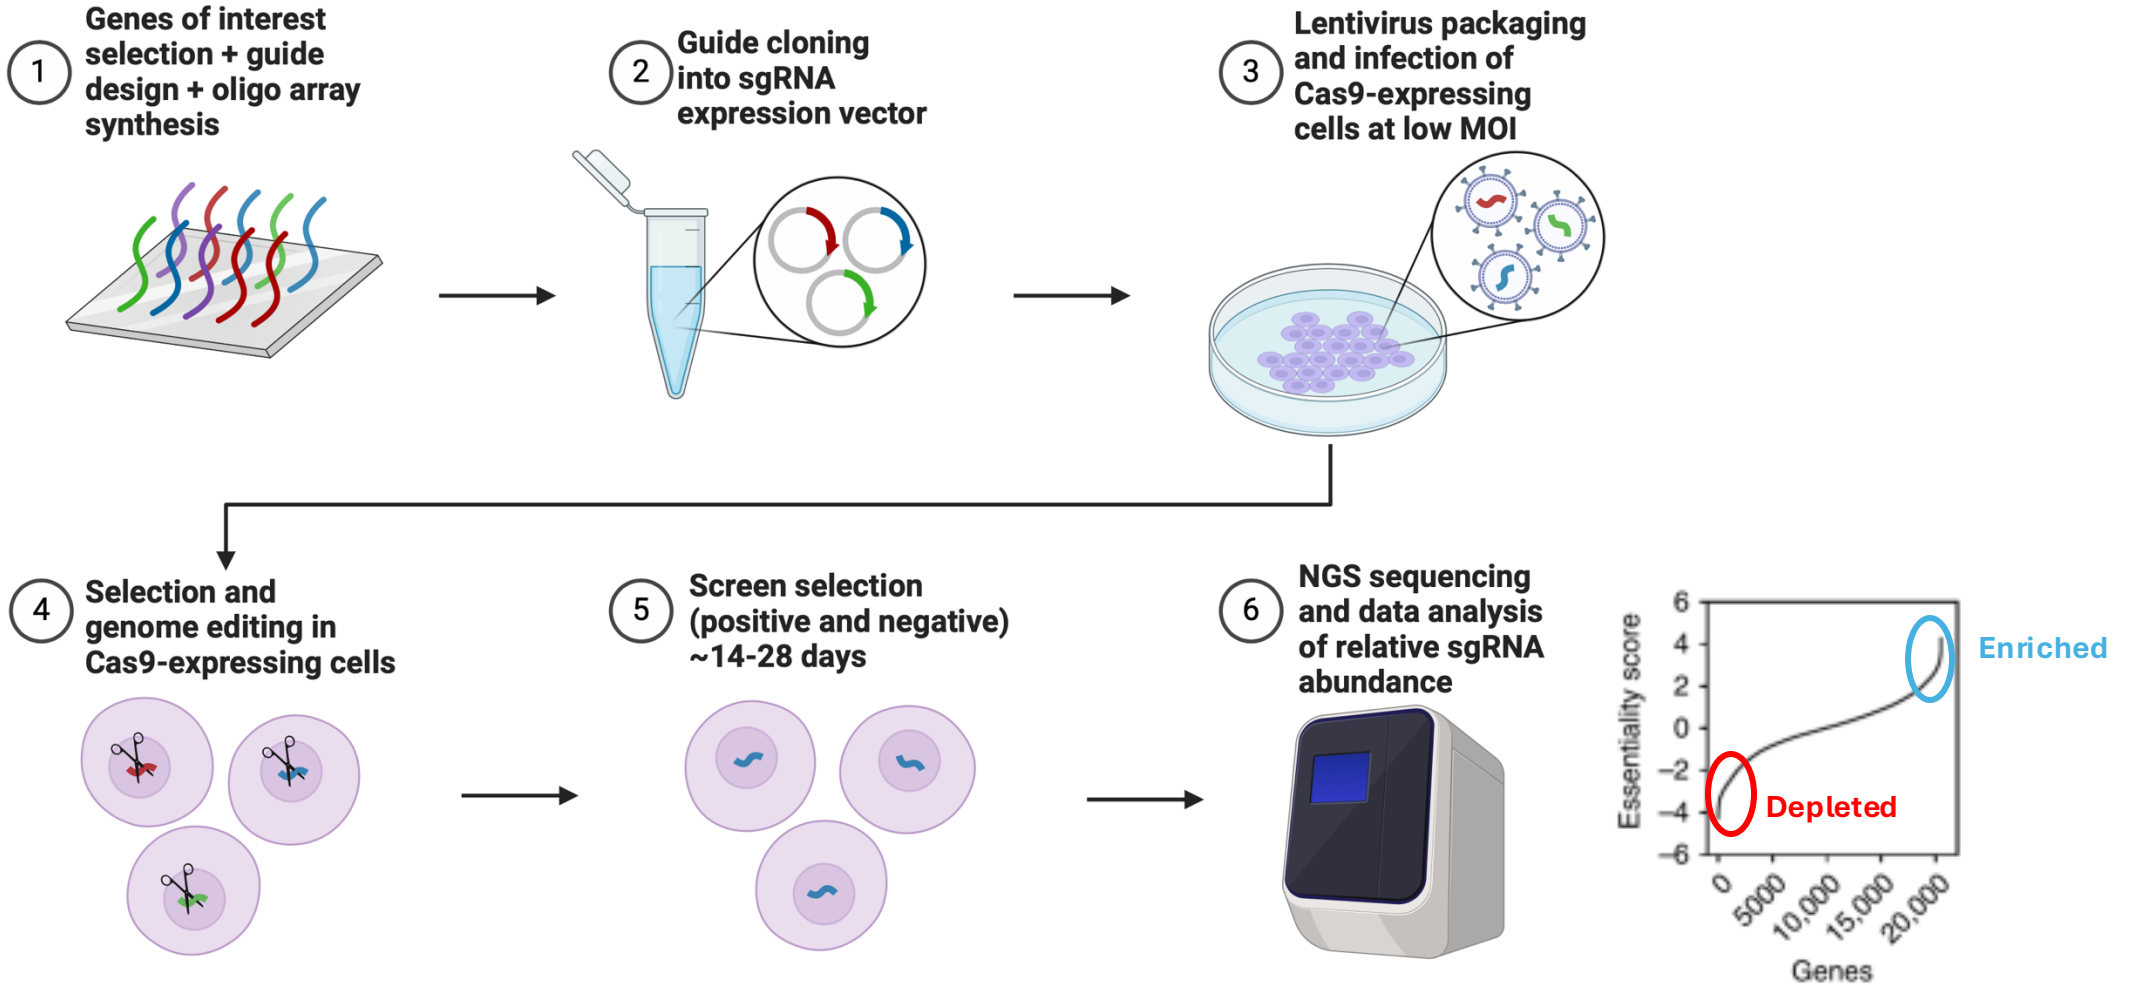 1
Genes of interest
selection + guide
design + oligo array
synthesis
2
Guide cloning
into sgRNA
expression vector
3
Lentivirus packaging
and infection of
Cas9-expressing
cells at low MOI
4
Selection and
genome editing in
Cas9-expressing cells
5
Screen selection
(positive and negative)
~14-28 days
6
NGS sequencing
and data analysis
of relative sgRNA
abundance
Essentiality score
6
4
2
0
−2
−4
−6
Enriched
Depleted
0
5000
10,000
15,000
20,000
Genes